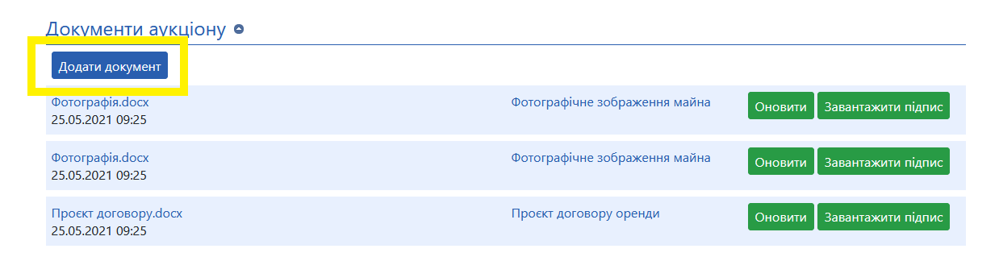 Документи аукціону
Додати документ
Фотографія.docx Фотографічне зображення майна Оновити Завантажити підпис
25.05.2021 09:25
Фотографія.docx Фотографічне зображення майна Оновити Завантажити підпис
25.05.2021 09:25
Проєкт договору.docx Проєкт договору оренди Оновити Завантажити підпис
25.05.2021 09:25